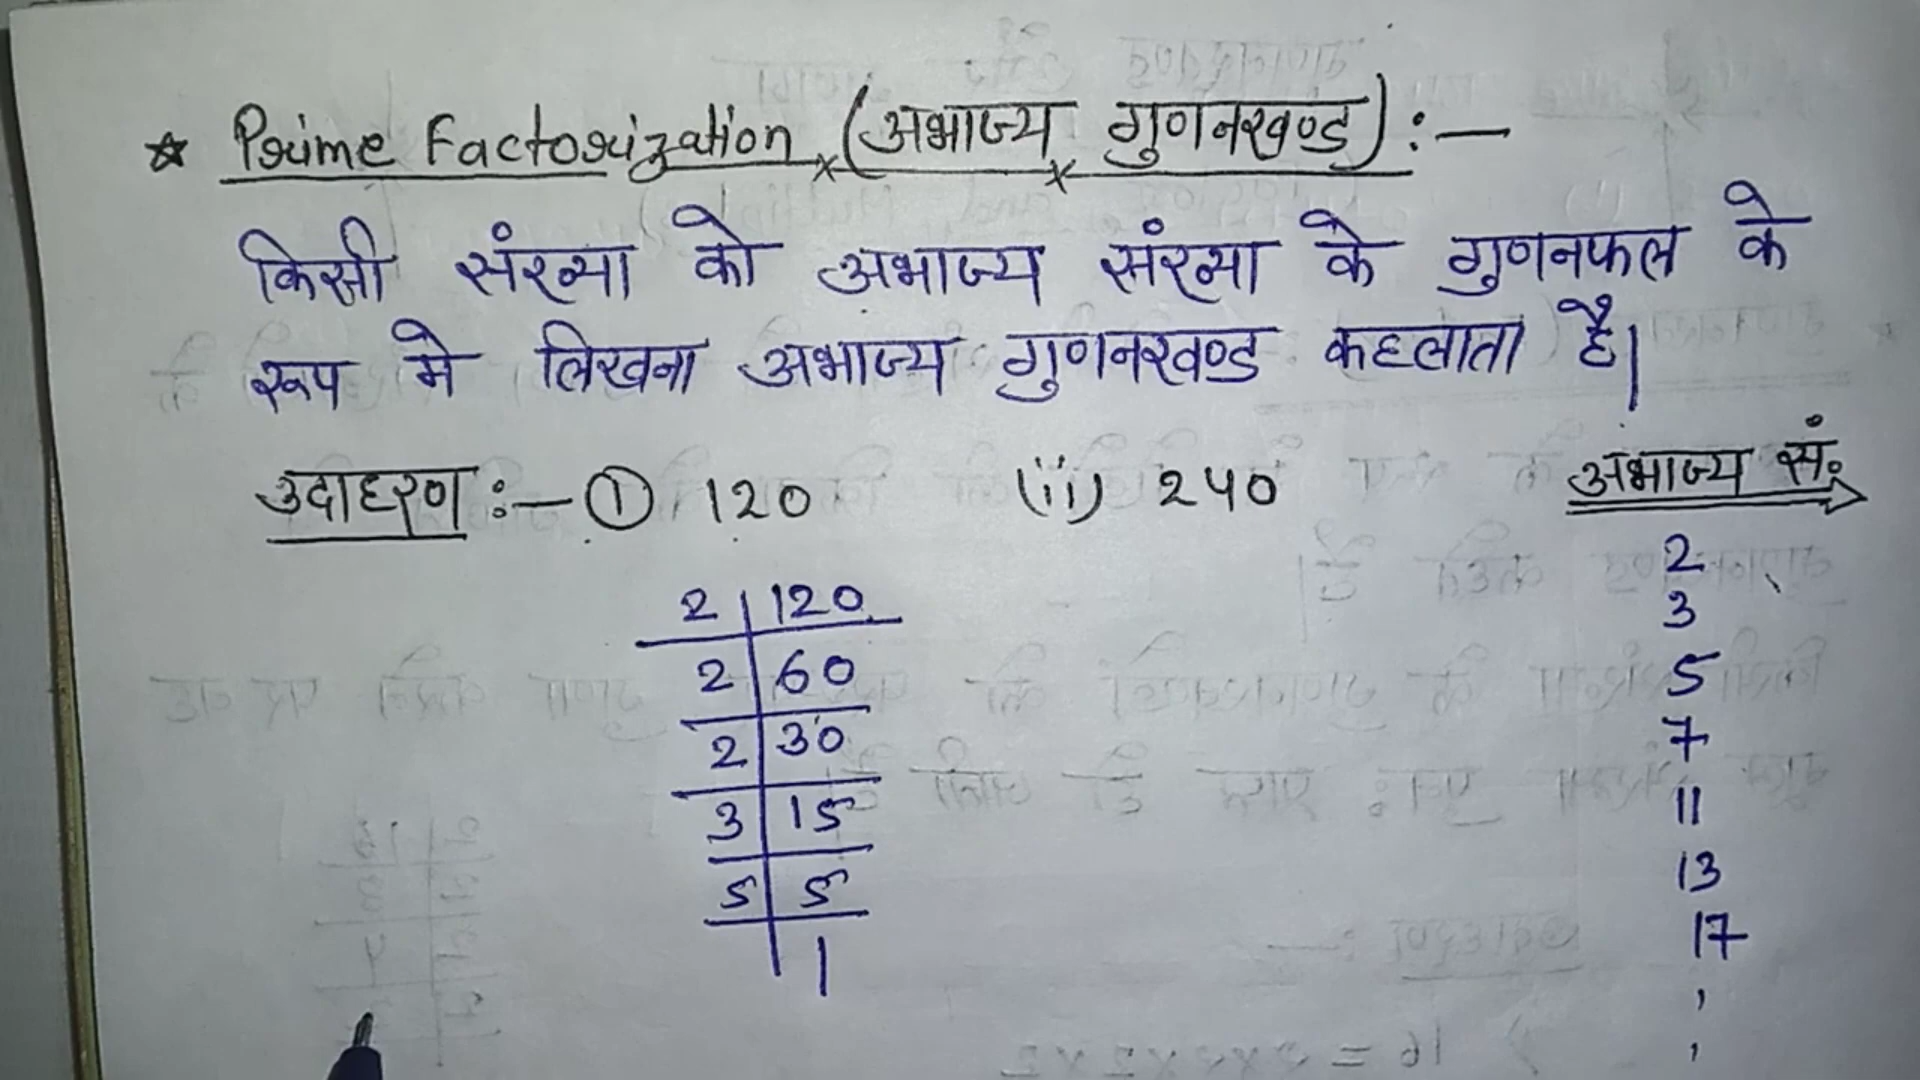 ☆ Prime Factorization (अभाज्य गुणनखण्ड) :—
किसी संख्या को अभाज्य संख्या के गुणनफल के
रूप मे लिखना अभाज्य गुणनखण्ड कहलाता है।
उदाहरण :— ① 120 (ii) 240
अभाज्य सं०
2 | 120
2 | 60
2 | 30
3 | 15
5 | 5
1
2
3
5
7
11
13
17
,
,